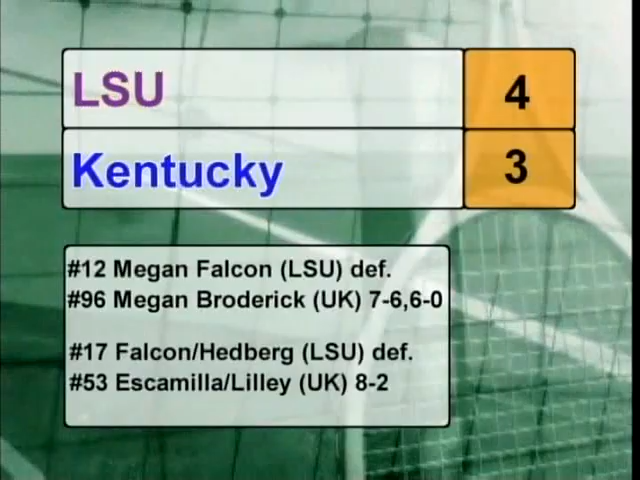 LSU 4
Kentucky 3
#12 Megan Falcon (LSU) def.
#96 Megan Broderick (UK) 7-6,6-0
#17 Falcon/Hedberg (LSU) def.
#53 Escamilla/Lilley (UK) 8-2